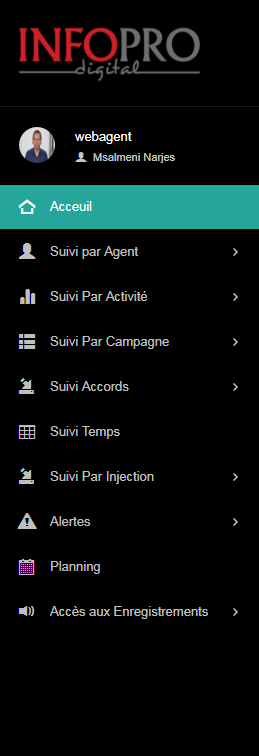 INFOPRO
digital
webagent
Msalmeni Narjes
Acceuil
Suivi par Agent
Suivi Par Activité
Suivi Par Campagne
Suivi Accords
Suivi Temps
Suivi Par Injection
Alertes
Planning
Accès aux Enregistrements